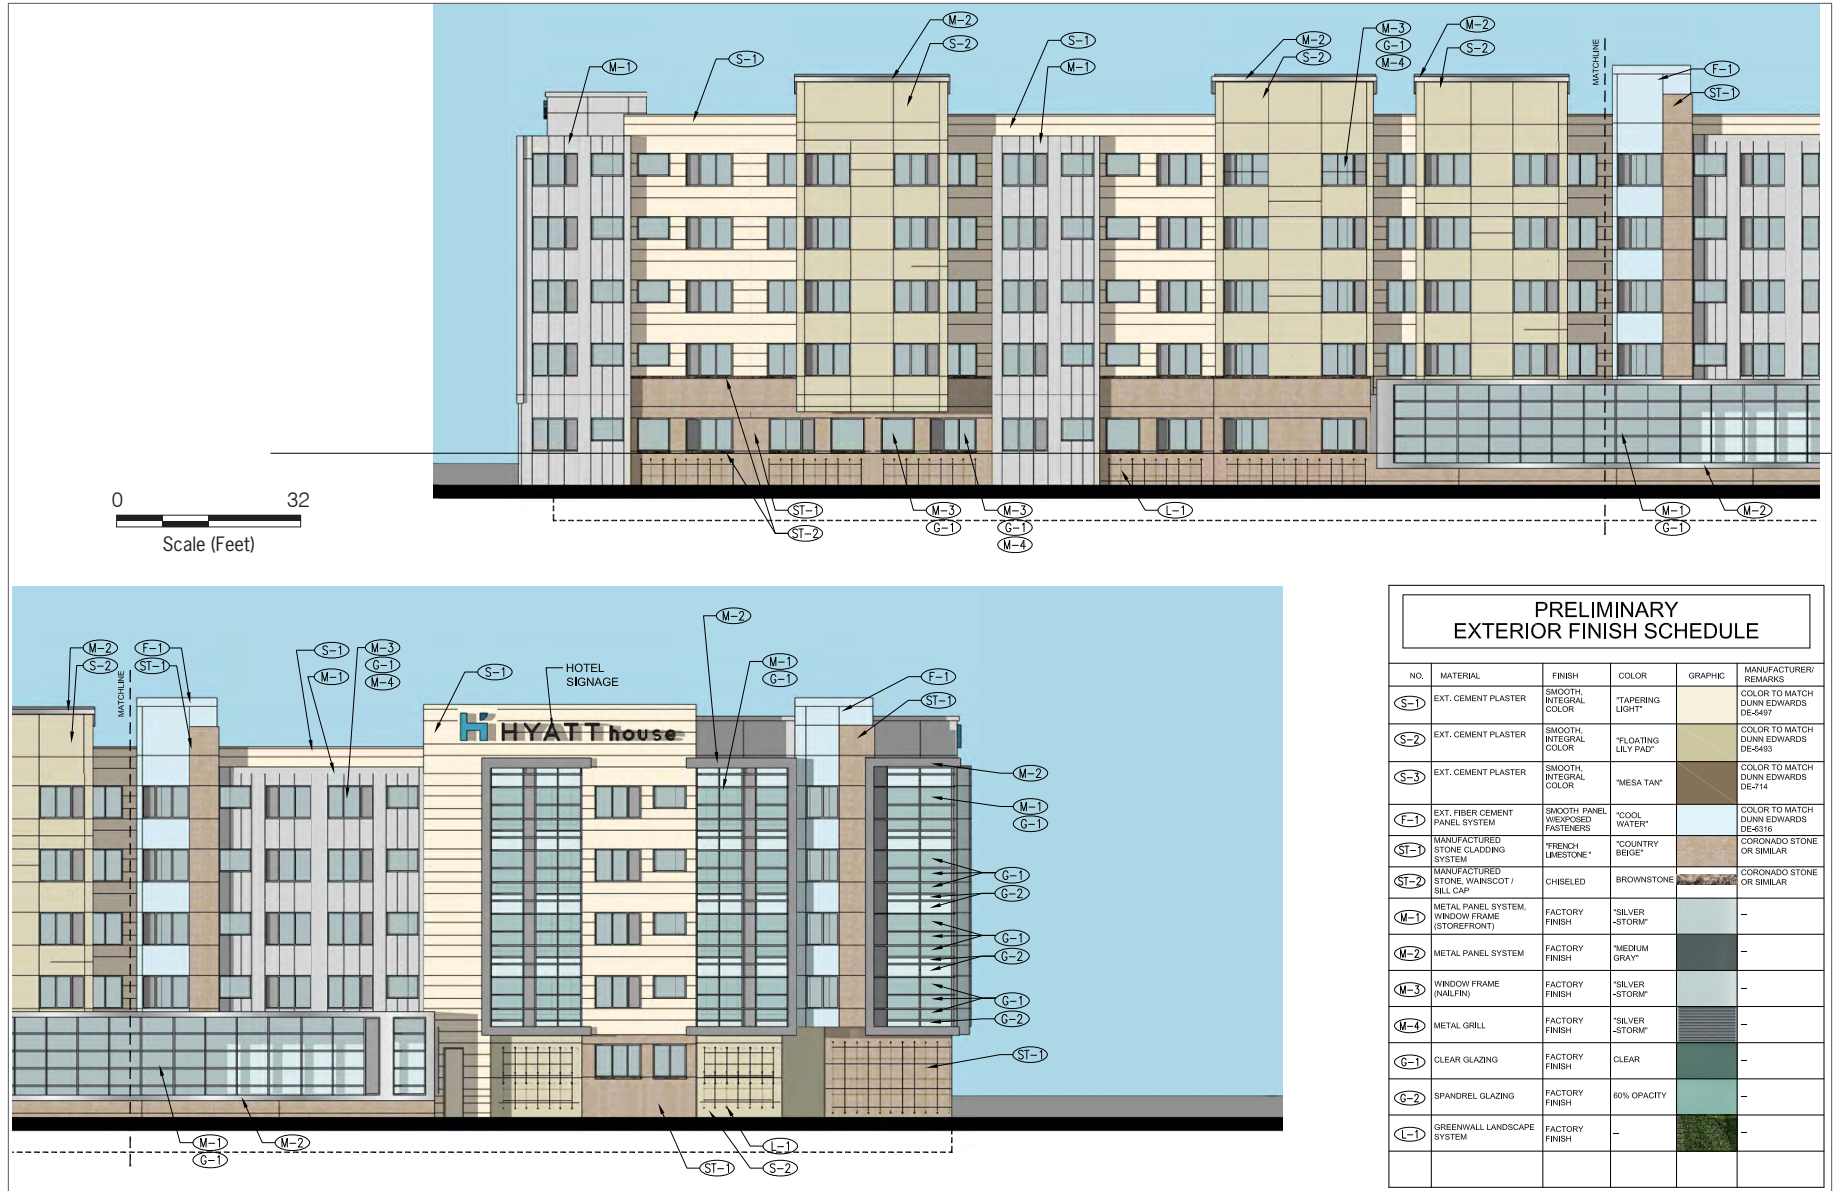 M-2
S-2
S-1
M-1
M-1
S-1
M-2
S-2
M-3
G-1
M-4
M-2
S-2
MATCHLINE
F-1
ST-1
0 32
Scale (Feet)
ST-1
ST-2
M-3
G-1
M-3
G-1
M-4
L-1
M-1
G-1
M-2
M-2
S-2
MATCHLINE
F-1
ST-1
S-1
M-1
M-3
G-1
M-4
S-1
HOTEL
SIGNAGE
HYATT house
M-2
M-1
G-1
F-1
ST-1
M-2
M-1
G-1
G-1
G-2
G-1
G-2
G-1
G-2
ST-1
M-1
G-1
M-2
ST-1
L-1
S-2
PRELIMINARY
EXTERIOR FINISH SCHEDULE
NO. MATERIAL FINISH COLOR GRAPHIC MANUFACTURER/
REMARKS
S-1 EXT. CEMENT PLASTER SMOOTH, INTEGRAL COLOR "TAPERING LIGHT" COLOR TO MATCH DUNN EDWARDS DE-5497
S-2 EXT. CEMENT PLASTER SMOOTH, INTEGRAL COLOR "FLOATING LILY PAD" COLOR TO MATCH DUNN EDWARDS DE-5493
S-3 EXT. CEMENT PLASTER SMOOTH, INTEGRAL COLOR "MESA TAN" COLOR TO MATCH DUNN EDWARDS DE-714
F-1 EXT. FIBER CEMENT PANEL SYSTEM SMOOTH PANEL W/EXPOSED FASTENERS "COOL WATER" COLOR TO MATCH DUNN EDWARDS DE-6316
ST-1 MANUFACTURED STONE CLADDING SYSTEM "FRENCH LIMESTONE" "COUNTRY BEIGE" CORONADO STONE OR SIMILAR
ST-2 MANUFACTURED STONE, WAINSCOT / SILL CAP CHISELED BROWNSTONE CORONADO STONE OR SIMILAR
M-1 METAL PANEL SYSTEM, WINDOW FRAME (STOREFRONT) FACTORY FINISH "SILVER -STORM" -
M-2 METAL PANEL SYSTEM FACTORY FINISH "MEDIUM GRAY" -
M-3 WINDOW FRAME (NAILFIN) FACTORY FINISH "SILVER -STORM" -
M-4 METAL GRILL FACTORY FINISH "SILVER -STORM" -
G-1 CLEAR GLAZING FACTORY FINISH CLEAR -
G-2 SPANDREL GLAZING FACTORY FINISH 60% OPACITY -
L-1 GREENWALL LANDSCAPE SYSTEM FACTORY FINISH - -